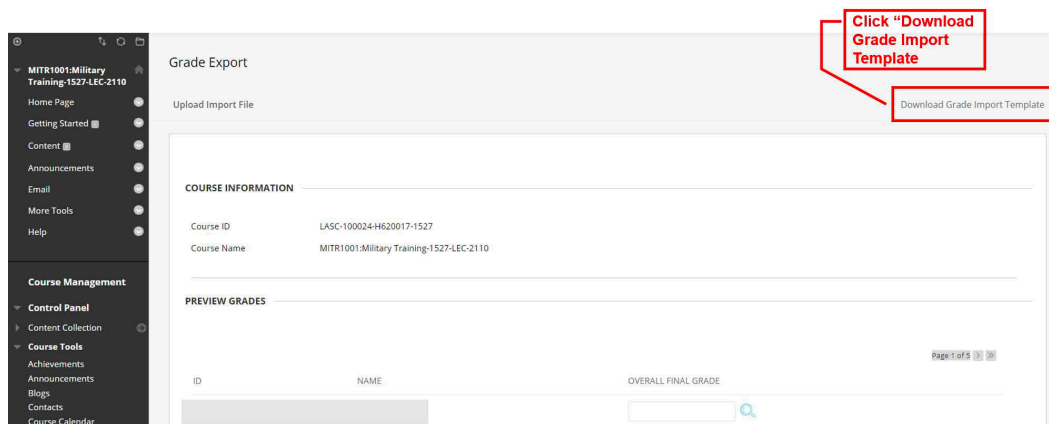 Click “Download
Grade Import
Template
MITR1001:Military
Training-1527-LEC-2110
Home Page
Getting Started
Content
Announcements
Email
More Tools
Help
Course Management
Control Panel
Content Collection
Course Tools
Achievements
Announcements
Blogs
Contacts
Course Calendar
Grade Export
Upload Import File
Download Grade Import Template
COURSE INFORMATION
Course ID LASC-100024-H620017-1527
Course Name MITR1001:Military Training-1527-LEC-2110
PREVIEW GRADES
Page 1 of 5
ID NAME OVERALL FINAL GRADE